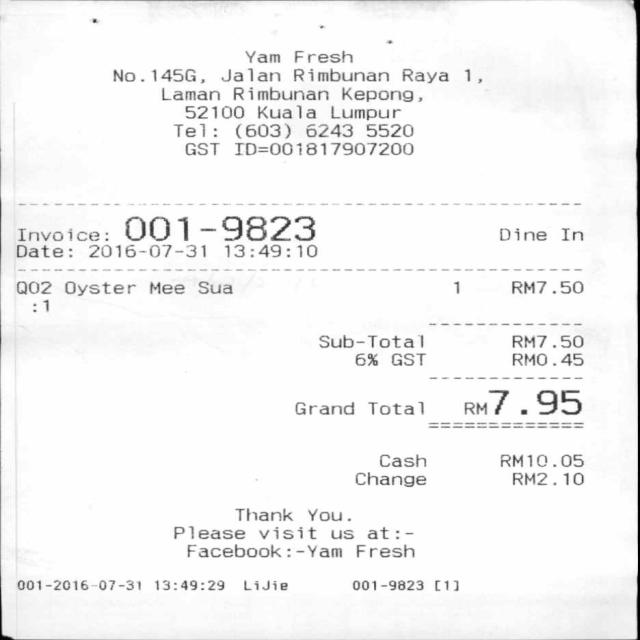 Yam Fresh
No.145G, Jalan Rimbunan Raya 1,
Laman Rimbunan Kepong,
52100 Kuala Lumpur
Tel: (603) 6243 5520
GST ID=001817907200
Invoice: 001-9823 Dine In
Date: 2016-07-31 13:49:10
Q02 Oyster Mee Sua 1 RM7.50
:1
Sub-Total RM7.50
6% GST RM0.45
Grand Total RM7.95
Cash RM10.05
Change RM2.10
Thank You.
Please visit us at:-
Facebook:-Yam Fresh
001-2016-07-31 13:49:29 LiJie 001-9823 [1]